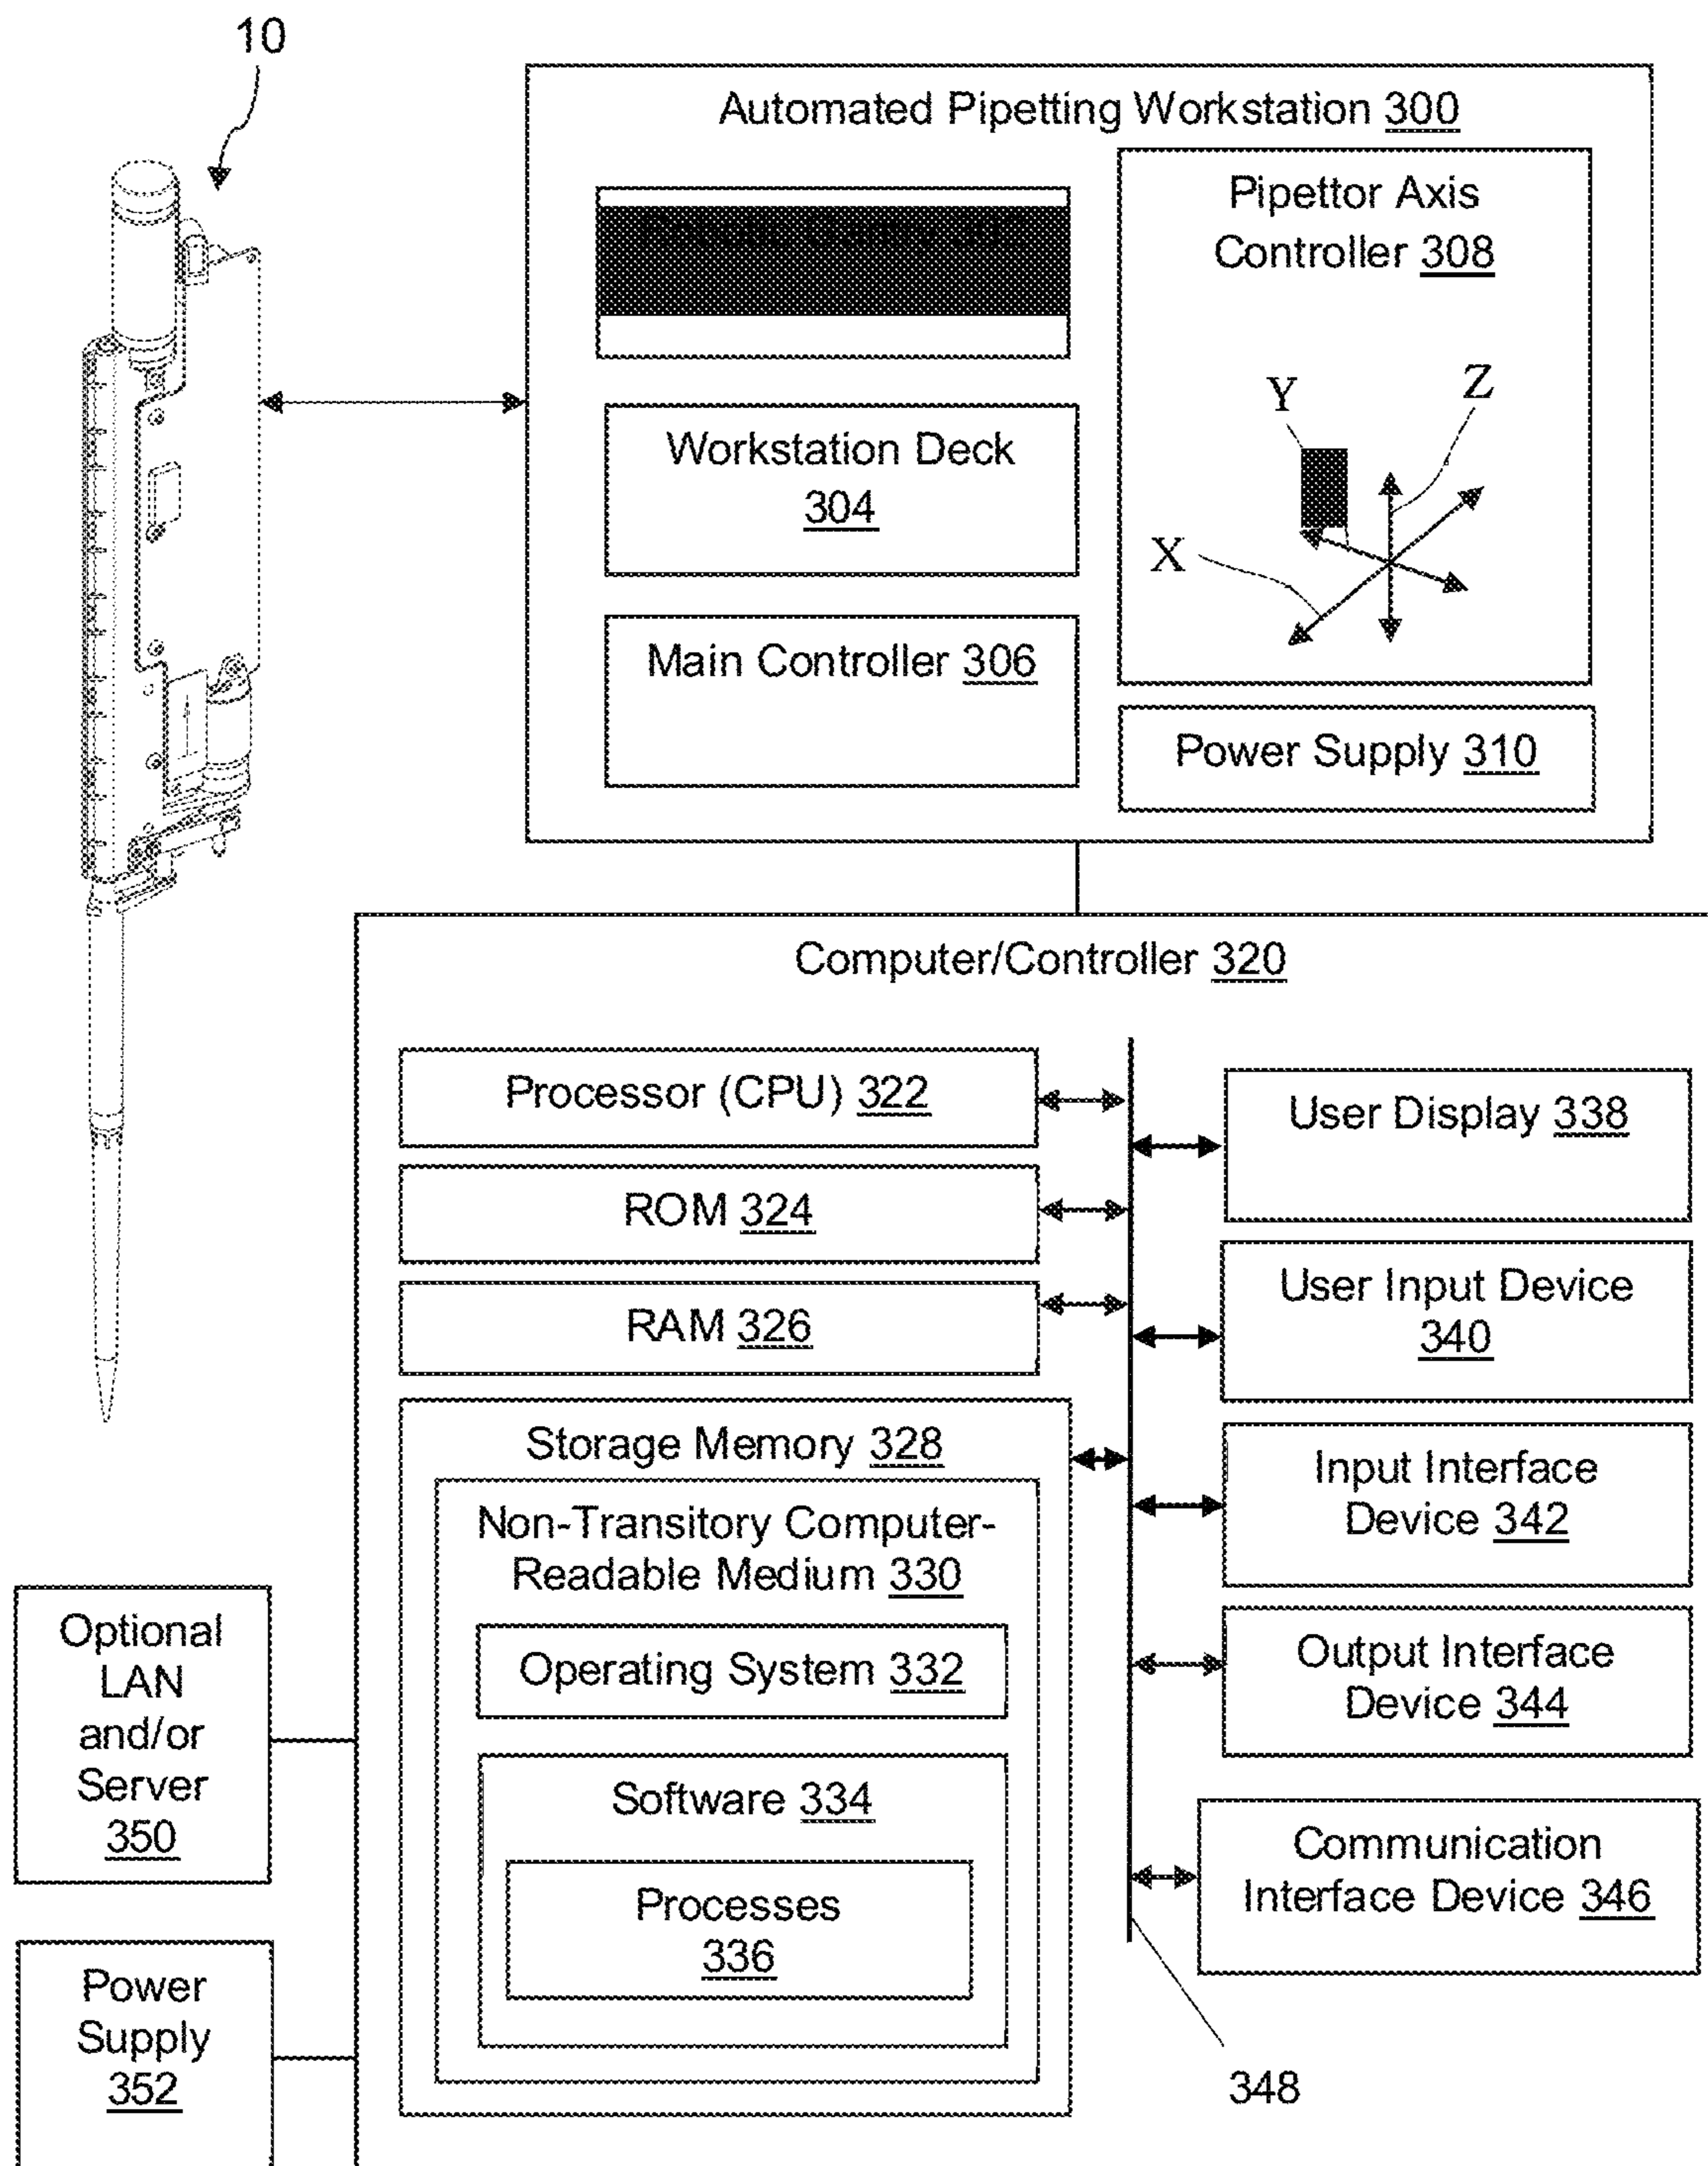 10
Automated Pipetting Workstation 300
Pipettor Axis
Controller 308
Workstation Deck
304
Y
Z
X
Main Controller 306
Power Supply 310
Computer/Controller 320
Processor (CPU) 322
ROM 324
RAM 326
Storage Memory 328
Non-Transitory Computer-
Readable Medium 330
Operating System 332
Software 334
Processes
336
User Display 338
User Input Device
340
Input Interface
Device 342
Output Interface
Device 344
Communication
Interface Device 346
348
Optional
LAN
and/or
Server
350
Power
Supply
352